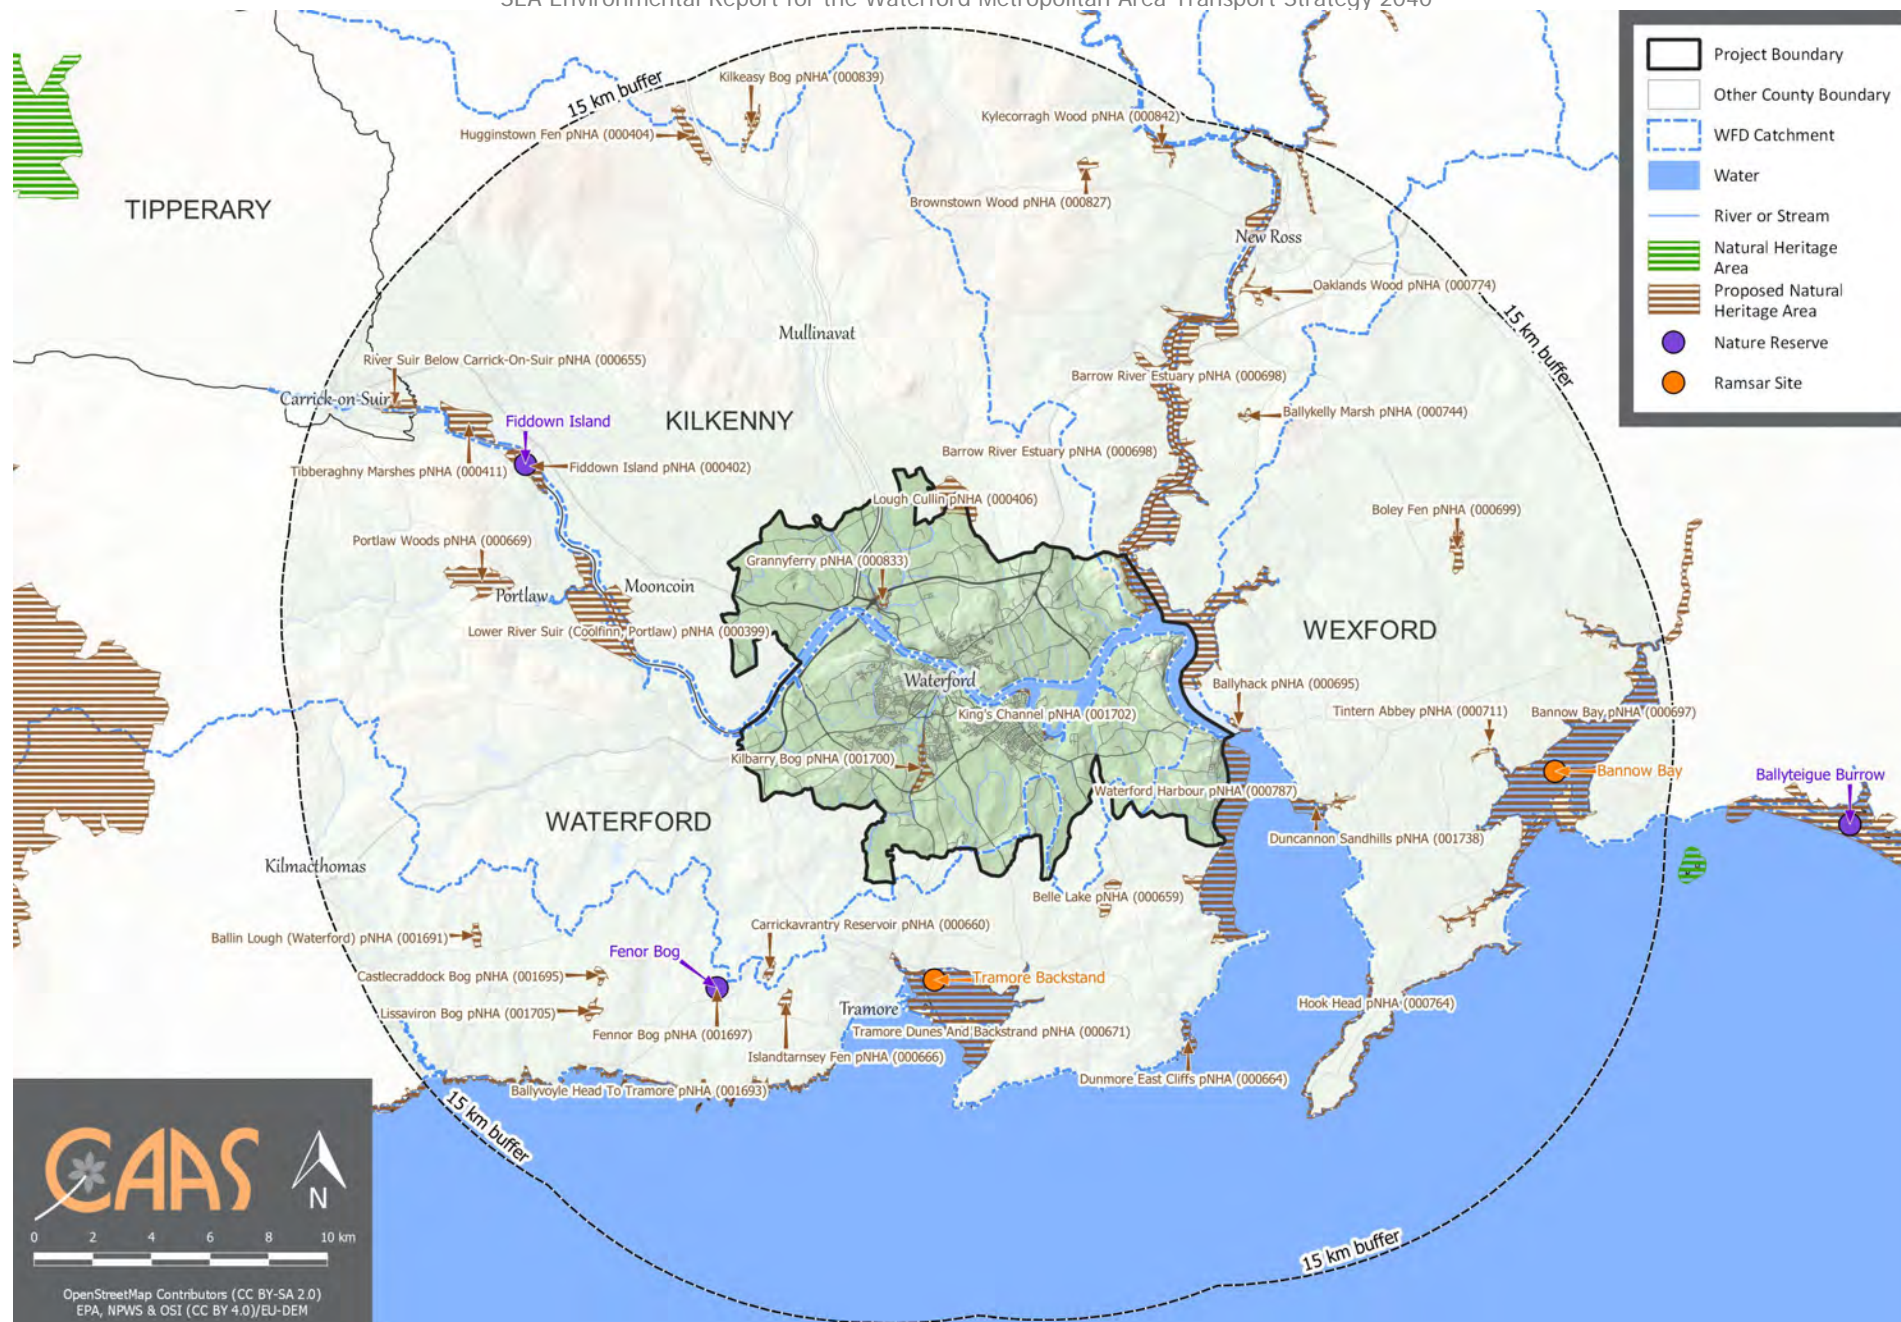 SEA Environmental Report for the Waterford Metropolitan Area Transport Strategy 2040
Project Boundary
Other County Boundary
WFD Catchment
Water
River or Stream
Natural Heritage
Area
Proposed Natural
Heritage Area
Nature Reserve
Ramsar Site
15 km buffer
Kilkeasy Bog pNHA (000839)
Hugginstown Fen pNHA (000404)
Kylecorragh Wood pNHA (000842)
Brownstown Wood pNHA (000827)
TIPPERARY
New Ross
Oaklands Wood pNHA (000774)
15 km buffer
Mullinavat
River Suir Below Carrick-On-Suir pNHA (000655)
Barrow River Estuary pNHA (000698)
Carrick-on-Suir
Ballykelly Marsh pNHA (000744)
Fiddown Island
KILKENNY
Barrow River Estuary pNHA (000698)
Tibberaghny Marshes pNHA (000411)
Fiddown Island pNHA (000402)
Lough Cullin pNHA (000406)
Boley Fen pNHA (000699)
Portlaw Woods pNHA (000669)
Grannyferry pNHA (000833)
Mooncoin
Portlaw
Lower River Suir (Coolfinn, Portlaw) pNHA (000399)
WEXFORD
Waterford
Ballyhack pNHA (000695)
King's Channel pNHA (001702)
Tintern Abbey pNHA (000711)
Bannow Bay pNHA (000697)
Kilbarry Bog pNHA (001700)
Bannow Bay
Ballyteigue Burrow
Waterford Harbour pNHA (000787)
WATERFORD
Duncannon Sandhills pNHA (001738)
Kilmacthomas
Belle Lake pNHA (000659)
Carrickavrantry Reservoir pNHA (000660)
Ballin Lough (Waterford) pNHA (001691)
Fenor Bog
Castlecraddock Bog pNHA (001695)
Tramore Backstand
Lissaviron Bog pNHA (001705)
Tramore
Hook Head pNHA (000764)
Fennor Bog pNHA (001697)
Tramore Dunes And Backstrand pNHA (000671)
Islandtarnsey Fen pNHA (000666)
Dunmore East Cliffs pNHA (000664)
Ballyvoyle Head To Tramore pNHA (001693)
15 km buffer
15 km buffer
CAAS
N
0 2 4 6 8 10 km
OpenStreetMap Contributors (CC BY-SA 2.0)
EPA, NPWS & OSI (CC BY 4.0)/EU-DEM